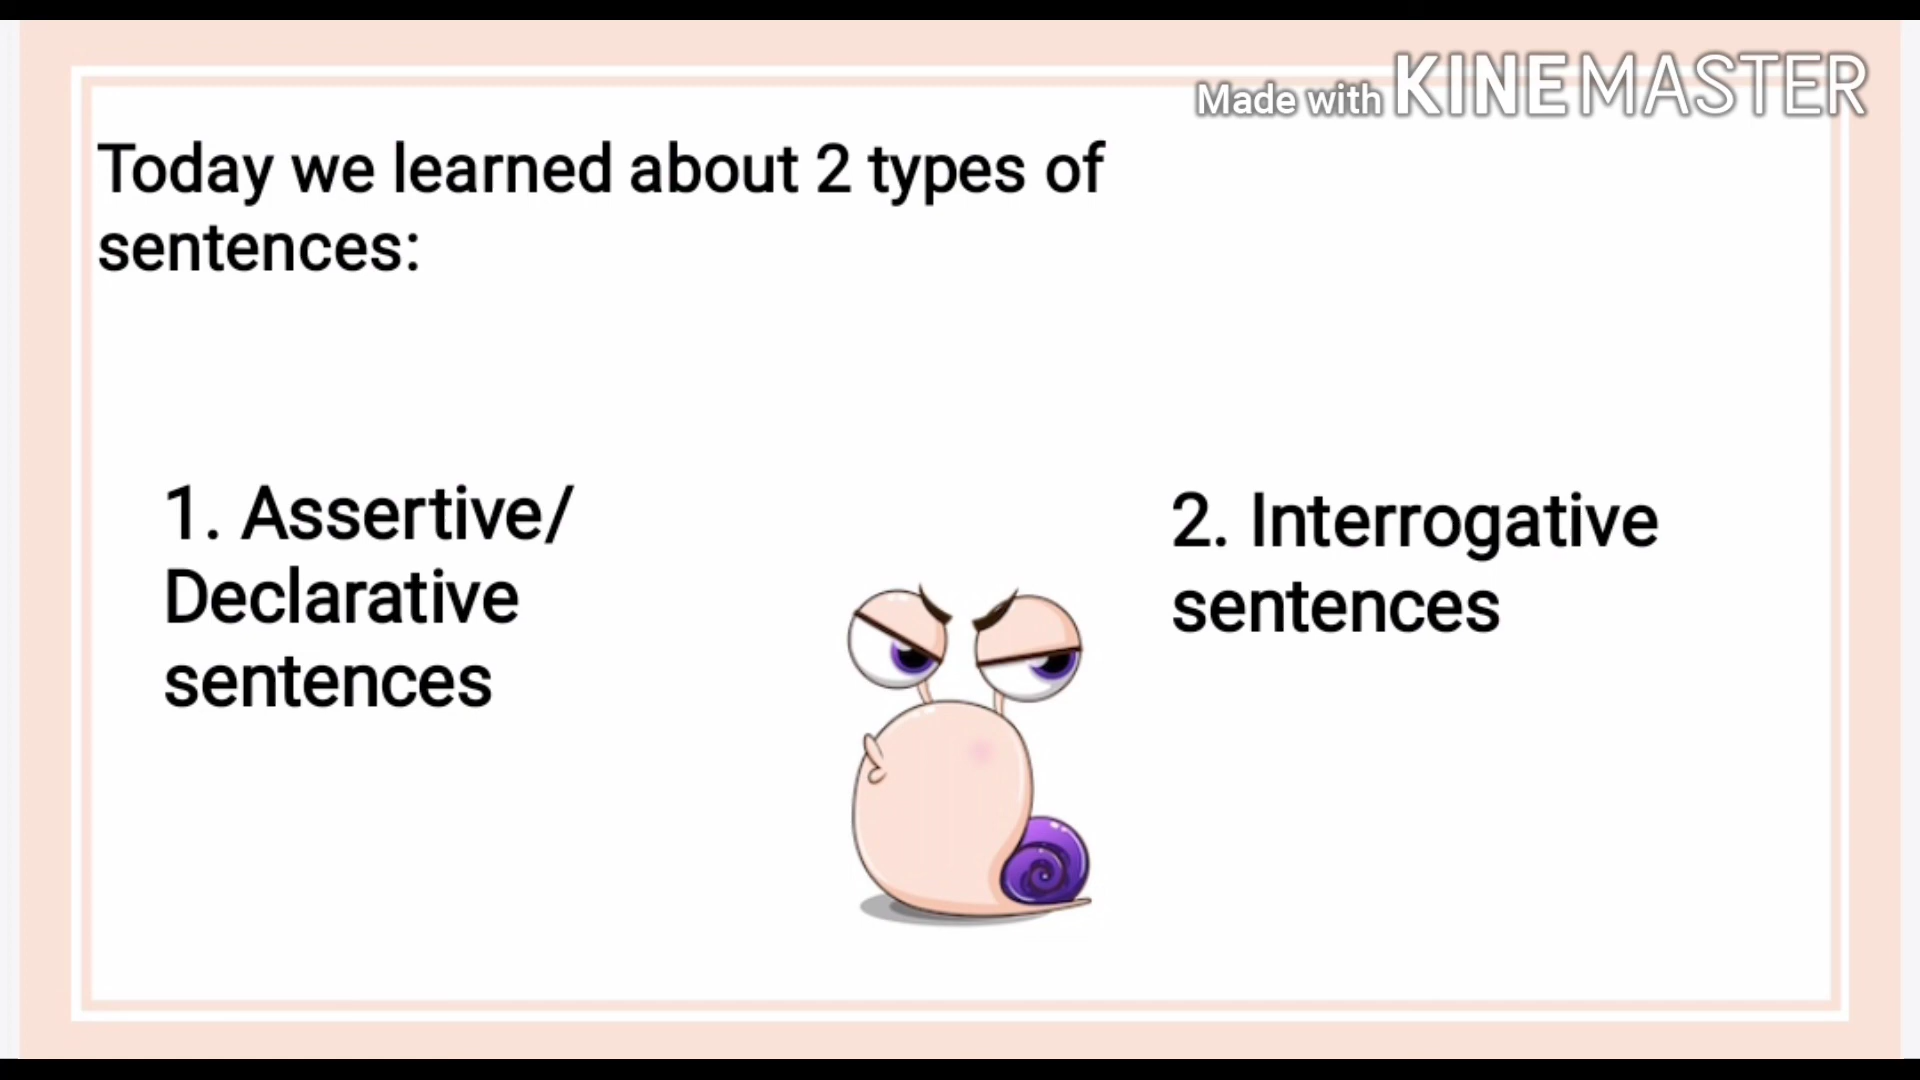 Made with KINEMASTER
Today we learned about 2 types of
sentences:
1. Assertive/
Declarative
sentences
2. Interrogative
sentences